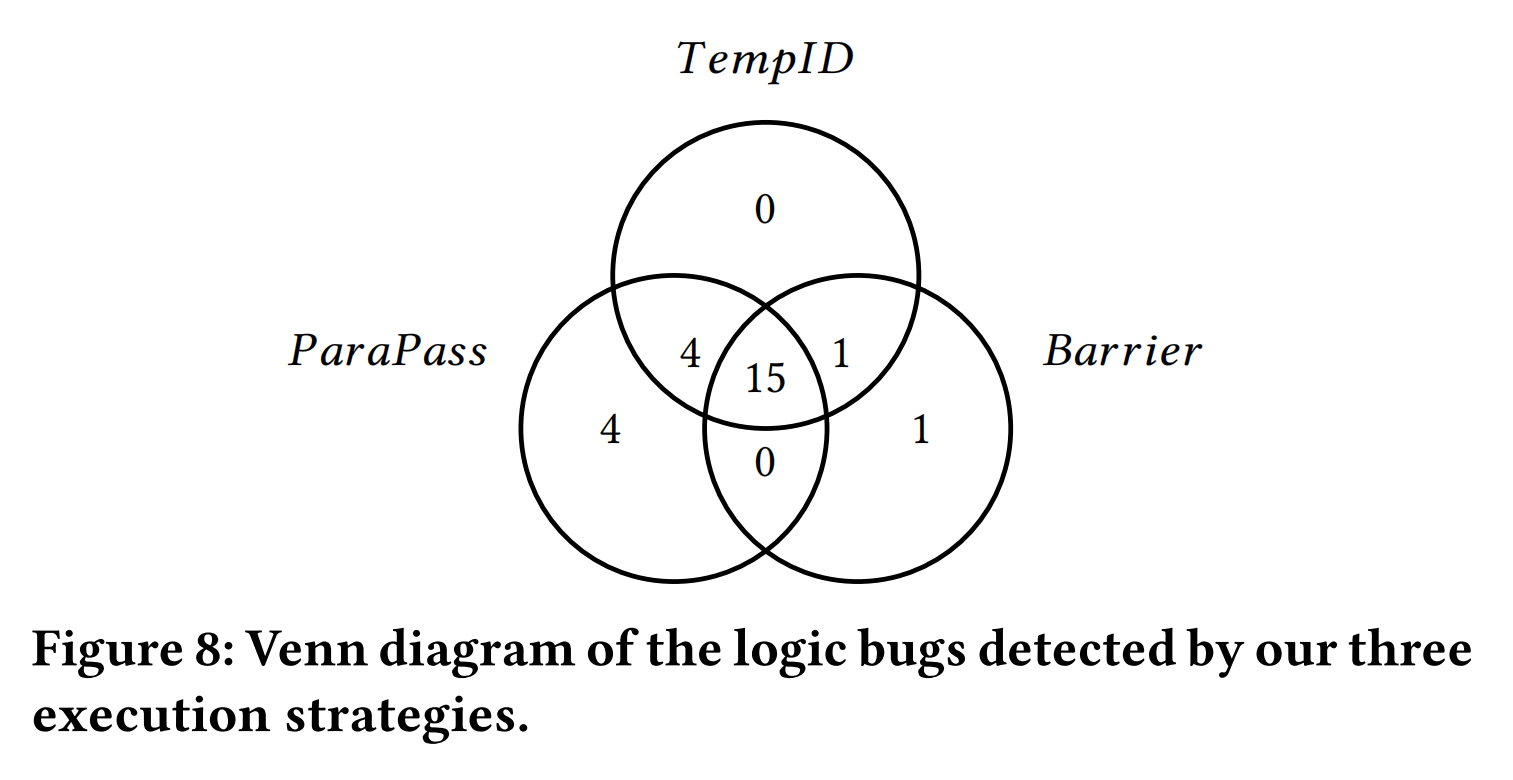 TempID
0
ParaPass
4
15
1
Barrier
4
0
1
Figure 8: Venn diagram of the logic bugs detected by our three
execution strategies.